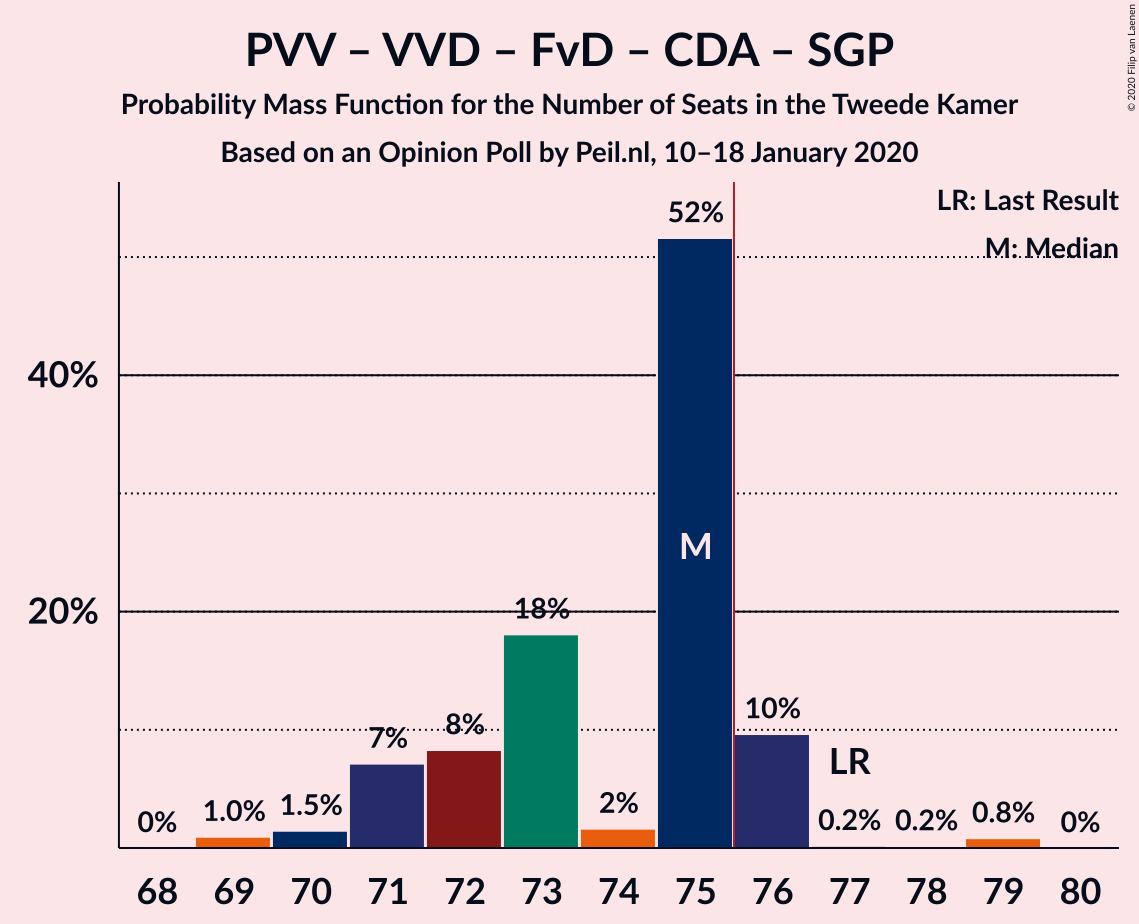 PVV – VVD – FvD – CDA – SGP
Probability Mass Function for the Number of Seats in the Tweede Kamer
Based on an Opinion Poll by Peil.nl, 10–18 January 2020
© 2020 Filip van Laenen
LR: Last Result
M: Median
40%
20%
0%
1.0%
1.5%
7%
8%
18%
2%
52%
M
10%
LR
0.2%
0.2%
0.8%
0%
68 69 70 71 72 73 74 75 76 77 78 79 80